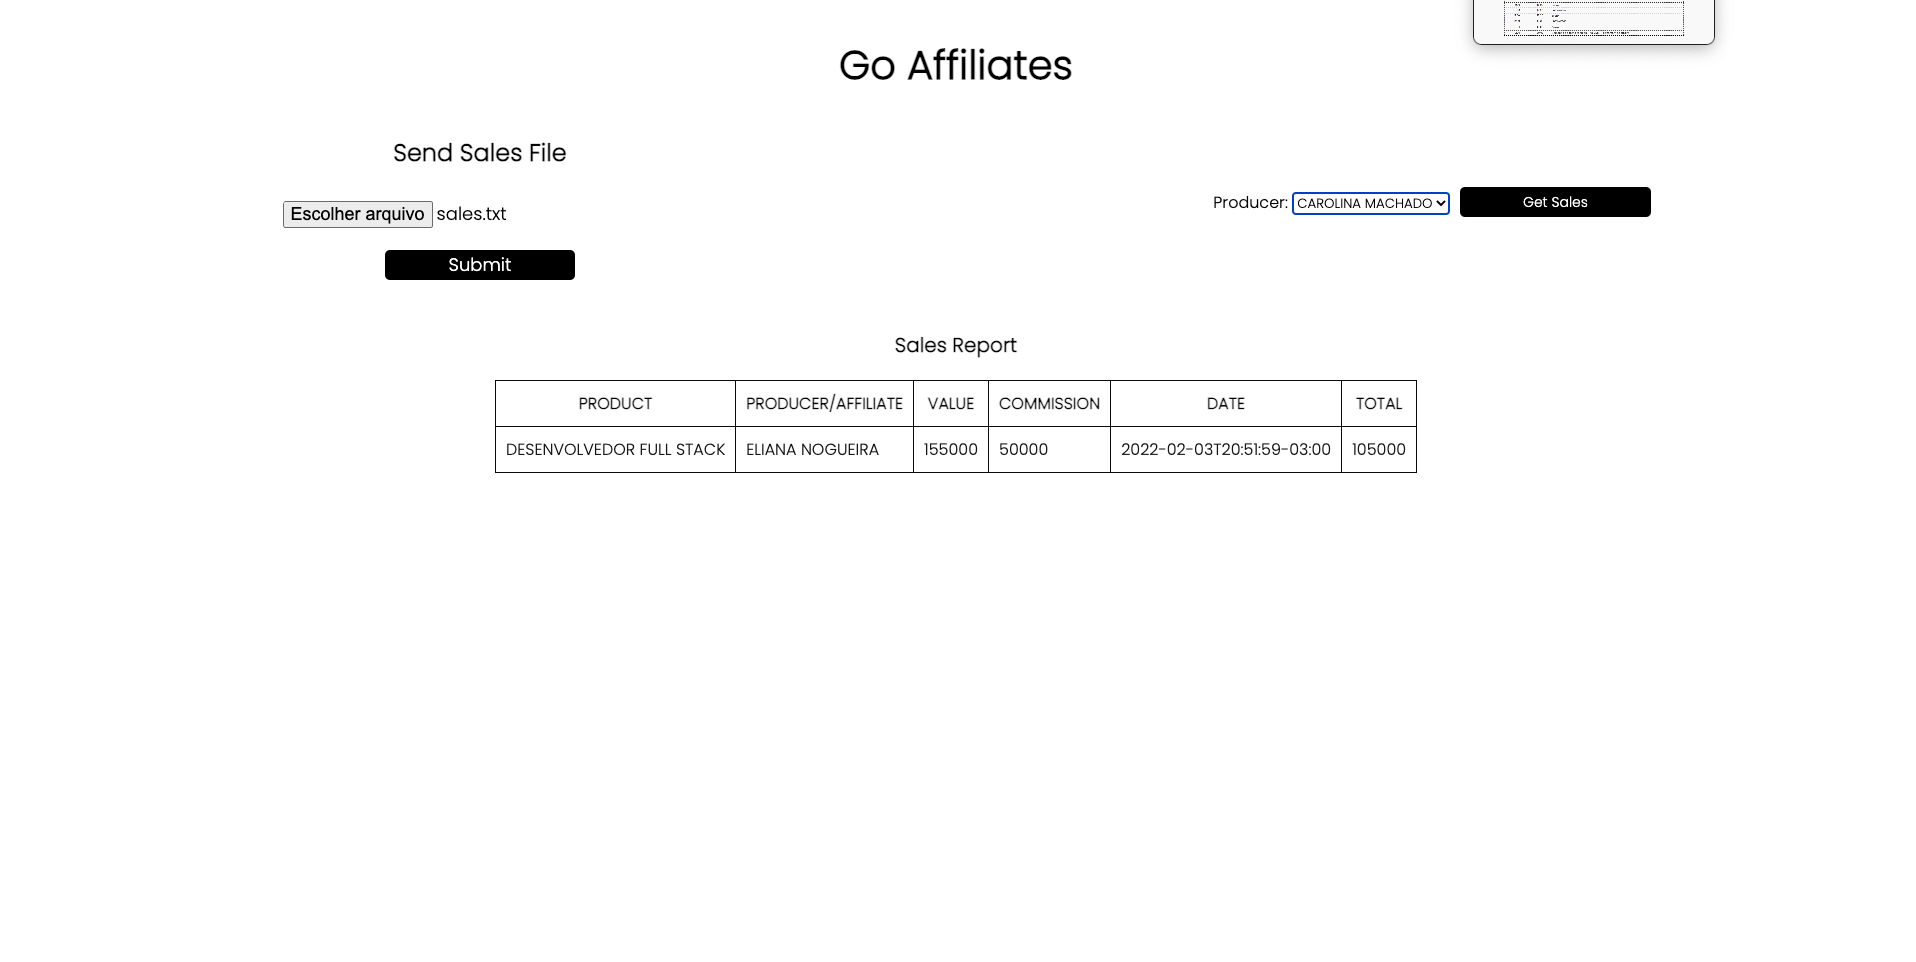 Go Affiliates
Send Sales File
Escolher arquivo sales.txt
Submit
Producer: CAROLINA MACHADO Get Sales
Sales Report
PRODUCT PRODUCER/AFFILIATE VALUE COMMISSION DATE TOTAL
DESENVOLVEDOR FULL STACK ELIANA NOGUEIRA 155000 50000 2022-02-03T20:51:59-03:00 105000